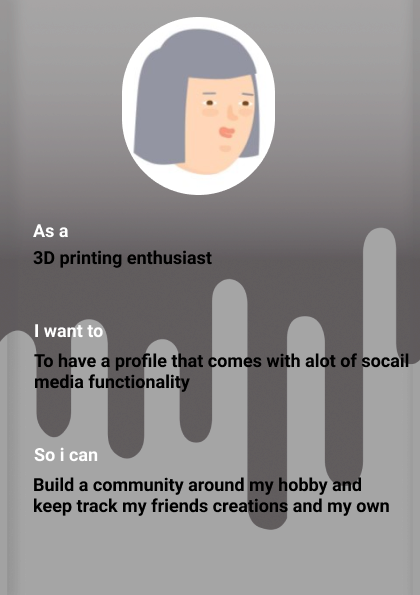 As a
3D printing enthusiast
I want to
To have a profile that comes with alot of socail
media functionality
So i can
Build a community around my hobby and
keep track my friends creations and my own